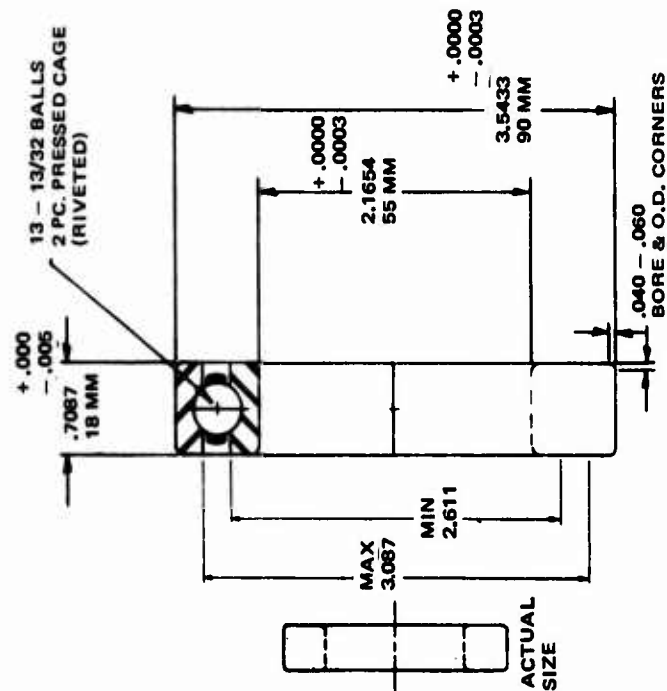 13 – 13/32 BALLS
2 PC. PRESSED CAGE
(RIVETED)
+ .000
– .005
.7087
18 MM
+ .0000
– .0003
2.1654
55 MM
+ .0000
– .0003
3.5433
90 MM
.040 – .060
BORE & O.D. CORNERS
MIN
2.611
MAX
3.087
ACTUAL
SIZE